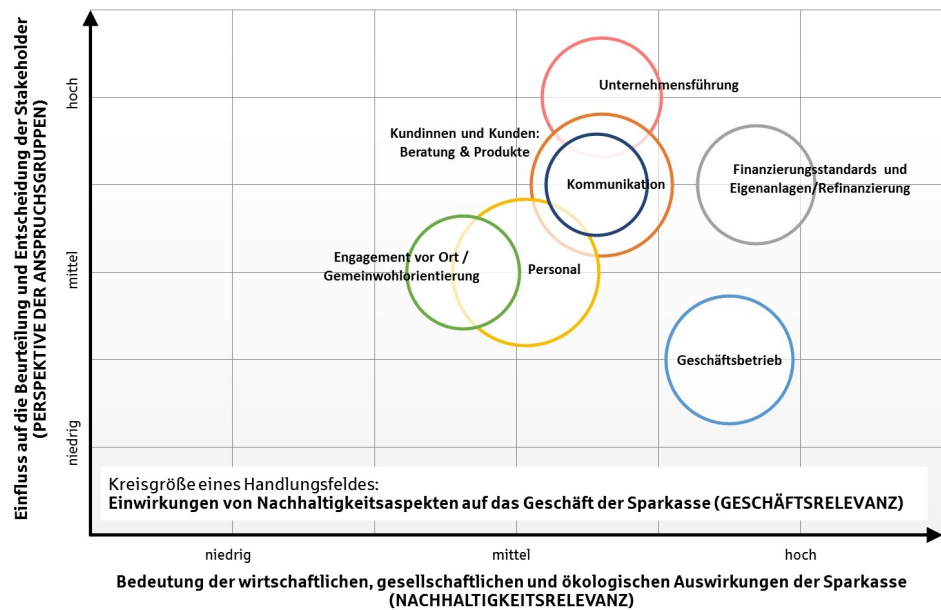 Einfluss auf die Beurteilung und Entscheidung der Stakeholder
(PERSPEKTIVE DER ANSPRUCHSGRUPPEN)
hoch
mittel
niedrig
Unternehmensführung
Kundinnen und Kunden:
Beratung & Produkte
Kommunikation
Finanzierungsstandards und
Eigenanlagen/Refinanzierung
Engagement vor Ort /
Gemeinwohlorientierung
Personal
Geschäftsbetrieb
Kreisgröße eines Handlungsfeldes:
Einwirkungen von Nachhaltigkeitsaspekten auf das Geschäft der Sparkasse (GESCHÄFTSRELEVANZ)
niedrig
mittel
hoch
Bedeutung der wirtschaftlichen, gesellschaftlichen und ökologischen Auswirkungen der Sparkasse
(NACHHALTIGKEITSRELEVANZ)